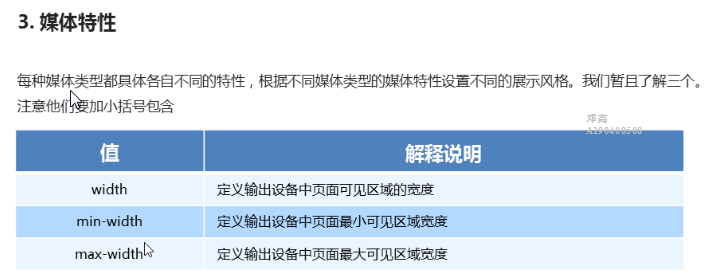 3. 媒体特性
每种媒体类型都具体各自不同的特性，根据不同媒体类型的媒体特性设置不同的展示风格。我们暂且了解三个。
注意他们要加小括号包含
邓高
AI90400508
值 解释说明
width 定义输出设备中页面可见区域的宽度
min-width 定义输出设备中页面最小可见区域宽度
max-width 定义输出设备中页面最大可见区域宽度